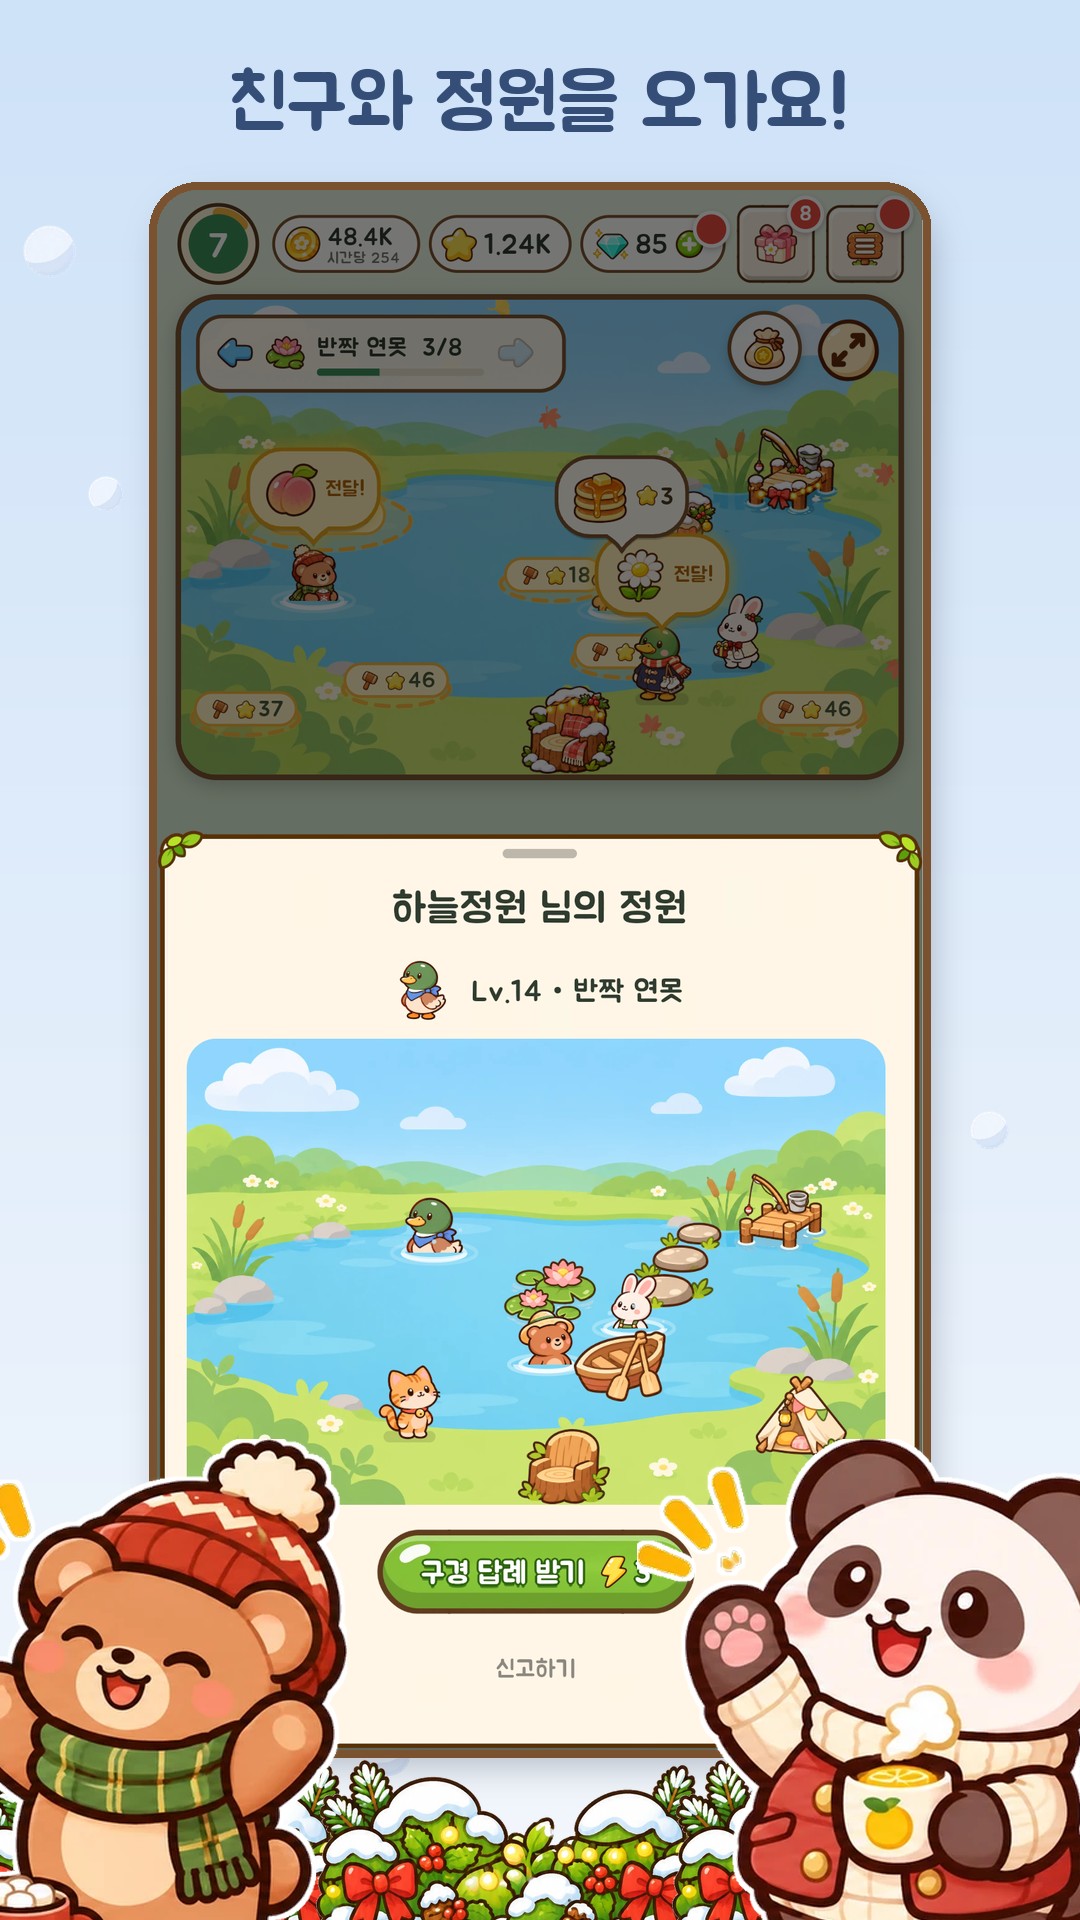 친구와 정원을 오가요!
7
48.4K
시간당 254
1.24K
85
8
반짝 연못 3/8
전달!
3
18
전달!
46
37
46
하늘정원 님의 정원
Lv.14 • 반짝 연못
구경 답례 받기
신고하기